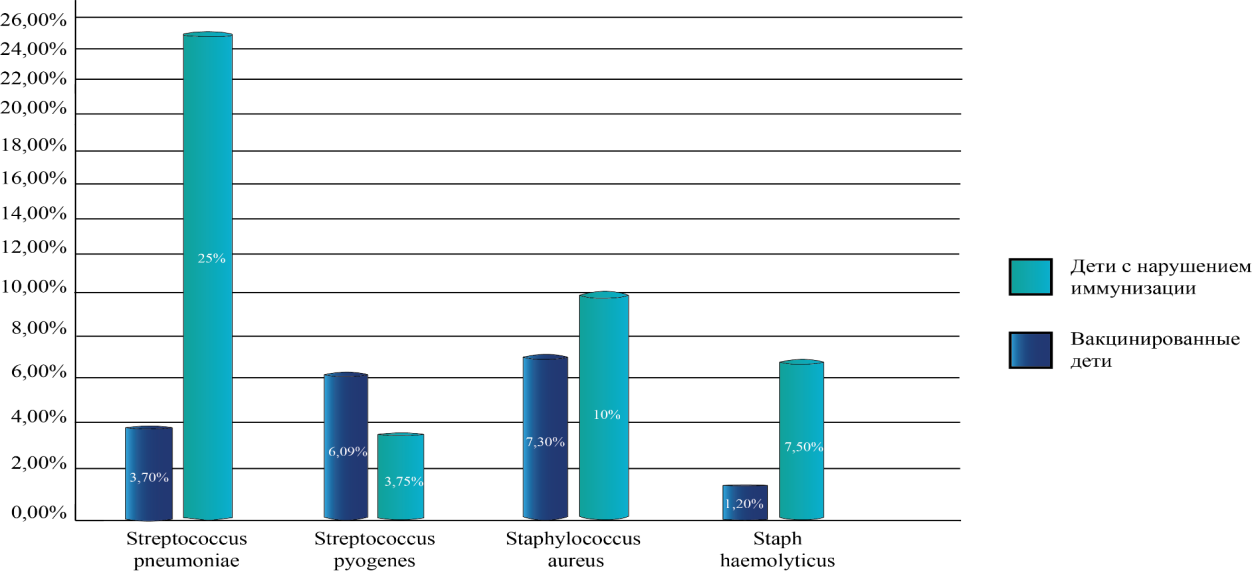 26,00%
24,00%
22,00%
20,00%
18,00%
16,00%
14,00%
12,00%
10,00%
8,00%
6,00%
4,00%
2,00%
0,00%
3,70%
25%
6,09%
3,75%
7,30%
10%
1,20%
7,50%
Streptococcus
pneumoniae
Streptococcus
pyogenes
Staphylococcus
aureus
Staph
haemolyticus
Дети с нарушением
иммунизации
Вакцинированные
дети